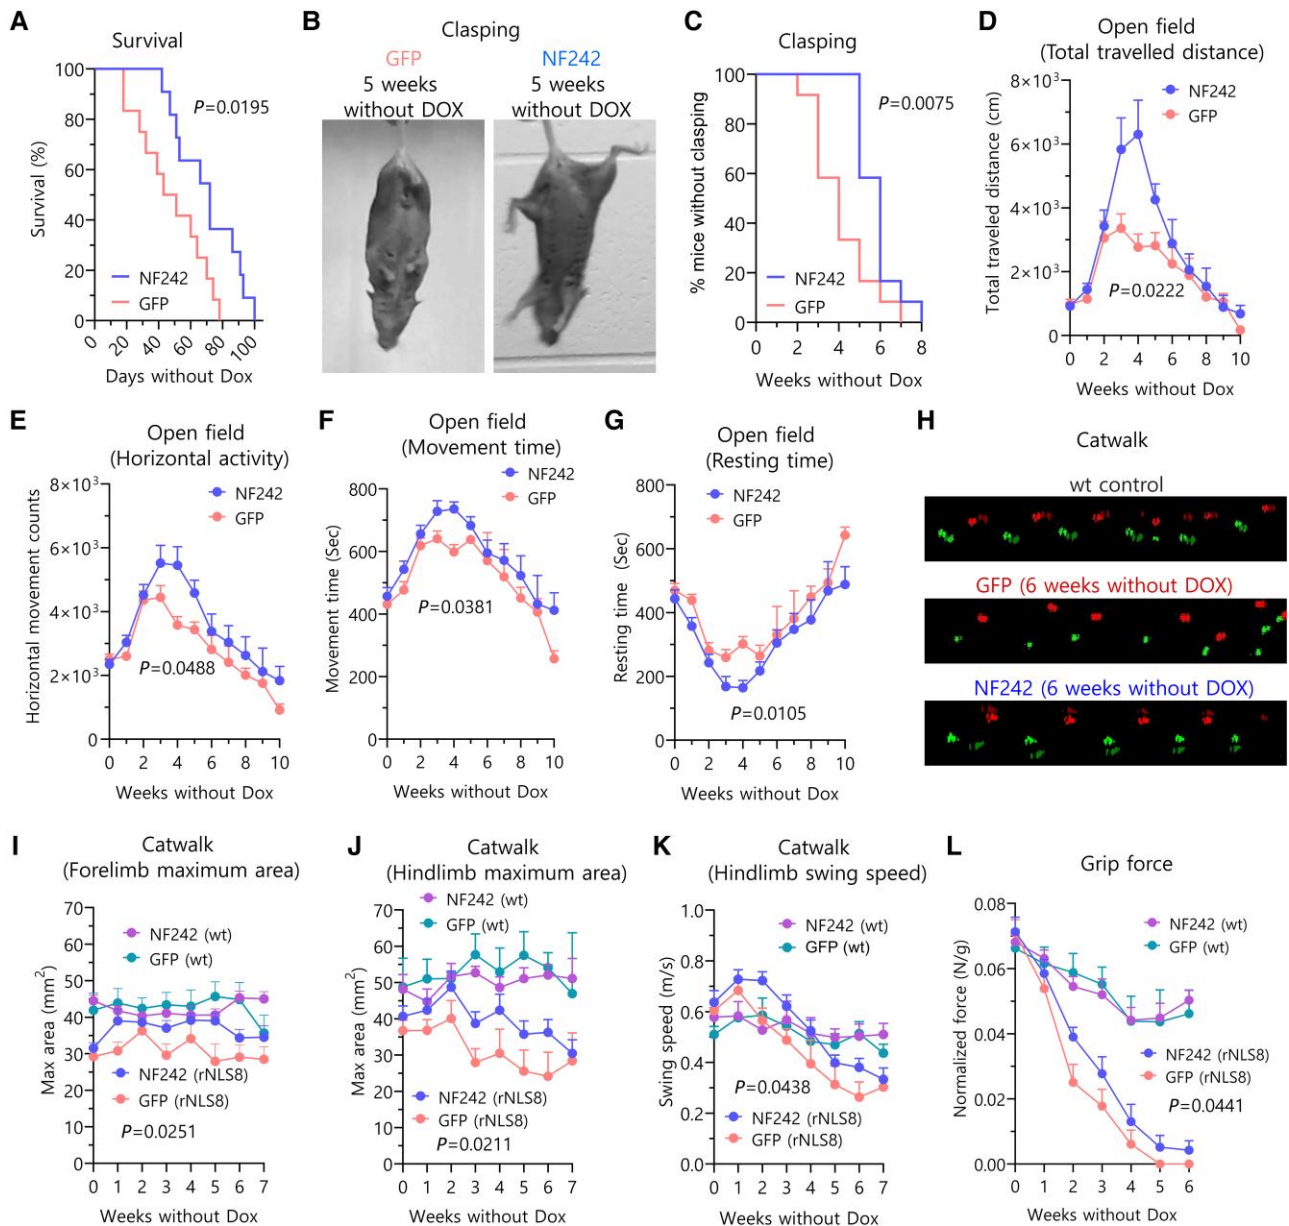 A
Survival
100
80
60
40
20
0
Survival (%)
P=0.0195
NF242
GFP
0 20 40 60 80 100
Days without Dox
B
Clasping
GFP
5 weeks
without DOX
NF242
5 weeks
without DOX
C
Clasping
100
80
60
40
20
0
% mice without clasping
P=0.0075
NF242
GFP
0 2 4 6 8
Weeks without Dox
D
Open field
(Total travelled distance)
8×10³
6×10³
4×10³
2×10³
0
Total traveled distance (cm)
NF242
GFP
P=0.0222
0 2 4 6 8 10
Weeks without Dox
E
Open field
(Horizontal activity)
8×10³
6×10³
4×10³
2×10³
0
Horizontal movement counts
NF242
GFP
P=0.0488
0 2 4 6 8 10
Weeks without Dox
F
Open field
(Movement time)
800
600
400
200
0
Movement time (Sec)
NF242
GFP
P=0.0381
0 2 4 6 8 10
Weeks without Dox
G
Open field
(Resting time)
800
600
400
200
0
Resting time (Sec)
NF242
GFP
P=0.0105
0 2 4 6 8 10
Weeks without Dox
H
Catwalk
wt control
GFP (6 weeks without DOX)
NF242 (6 weeks without DOX)
I
Catwalk
(Forelimb maximum area)
70
60
50
40
30
20
10
0
Max area (mm²)
NF242 (wt)
GFP (wt)
NF242 (rNLS8)
GFP (rNLS8)
P=0.0251
0 1 2 3 4 5 6 7
Weeks without Dox
J
Catwalk
(Hindlimb maximum area)
70
60
50
40
30
20
10
0
Max area (mm²)
NF242 (wt)
GFP (wt)
NF242 (rNLS8)
GFP (rNLS8)
P=0.0211
0 1 2 3 4 5 6 7
Weeks without Dox
K
Catwalk
(Hindlimb swing speed)
1.0
0.8
0.6
0.4
0.2
0.0
Swing speed (m/s)
NF242 (wt)
GFP (wt)
P=0.0438
NF242 (rNLS8)
GFP (rNLS8)
0 1 2 3 4 5 6 7
Weeks without Dox
L
Grip force
0.08
0.06
0.04
0.02
0.00
Normalized force (N/g)
NF242 (wt)
GFP (wt)
NF242 (rNLS8)
GFP (rNLS8)
P=0.0441
0 1 2 3 4 5 6
Weeks without Dox